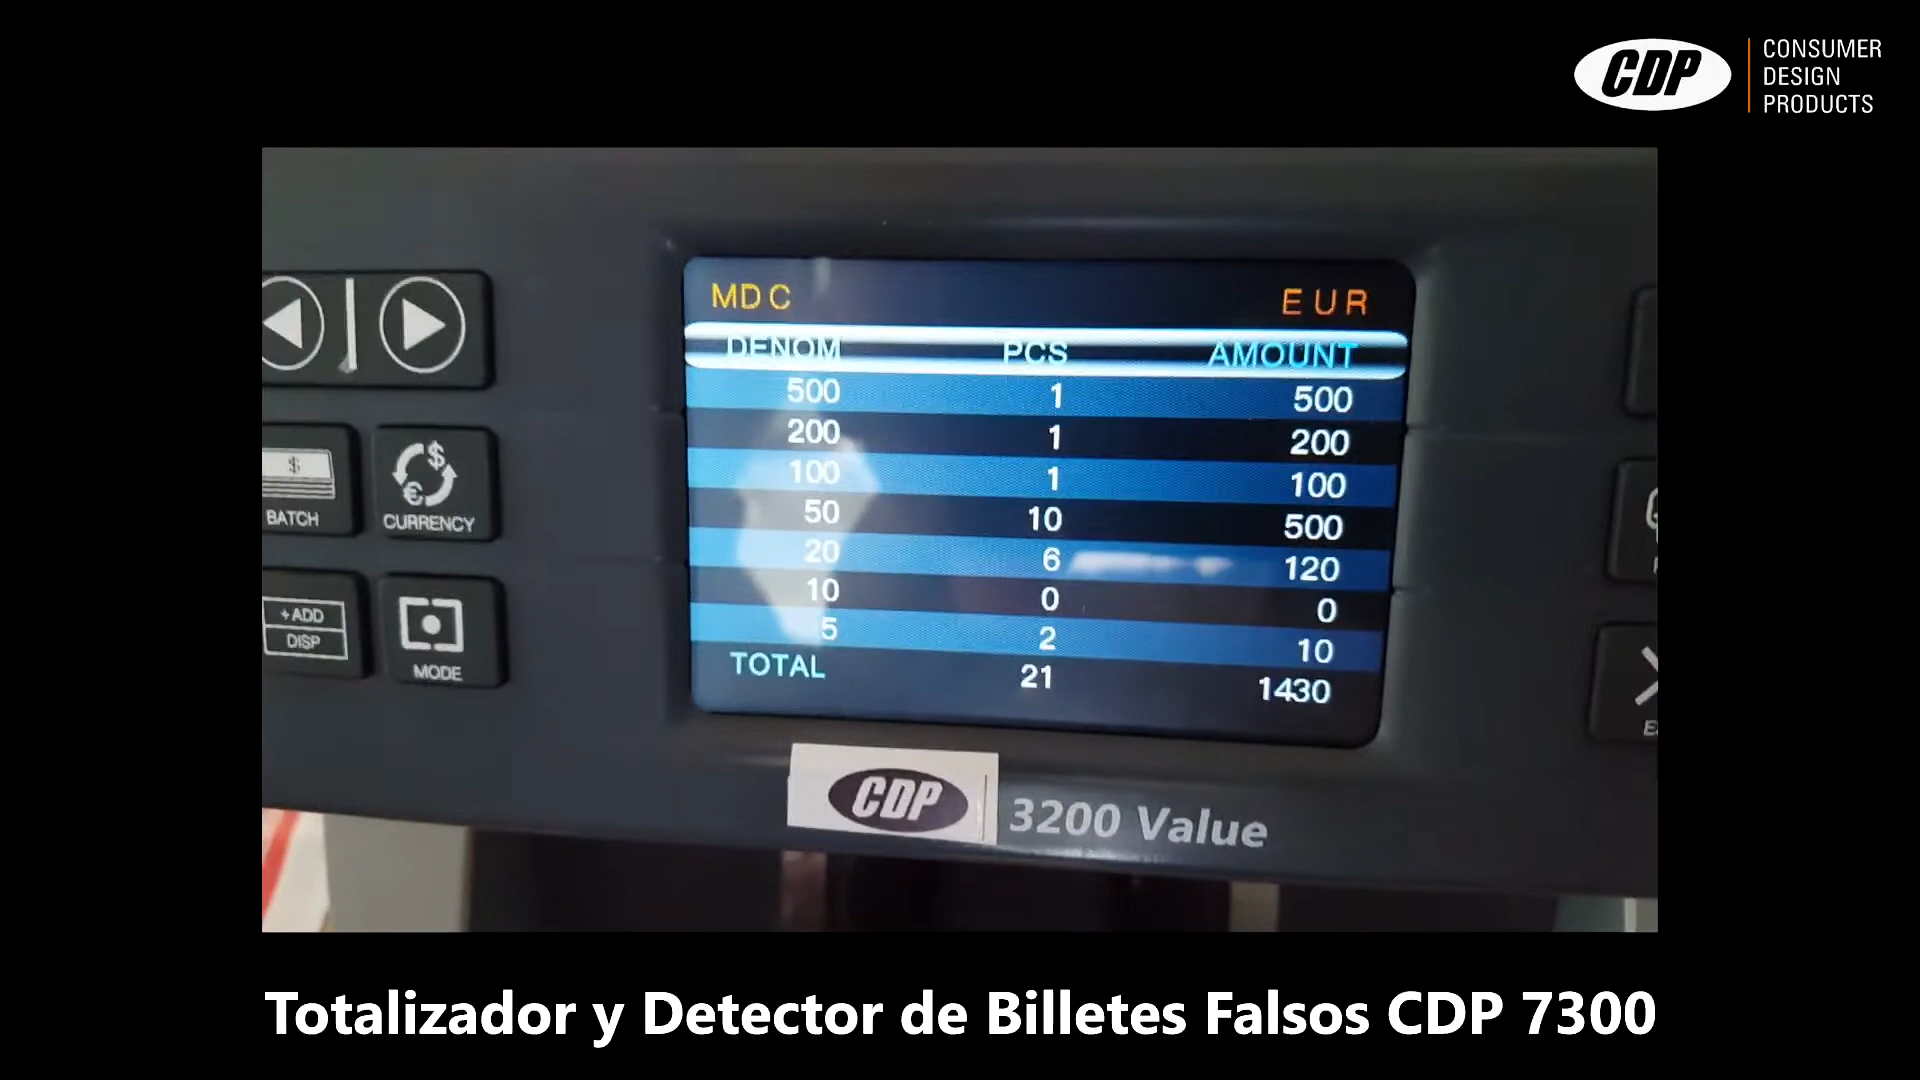 CDP
CONSUMER
DESIGN
PRODUCTS
MDC
EUR
DENOM PCS AMOUNT
500 1 500
200 1 200
100 1 100
50 10 500
20 6 120
10 0 0
5 2 10
TOTAL 21 1430
$
BATCH
$
€
CURRENCY
+ADD
DISP
MODE
CDP
3200 Value
Totalizador y Detector de Billetes Falsos CDP 7300